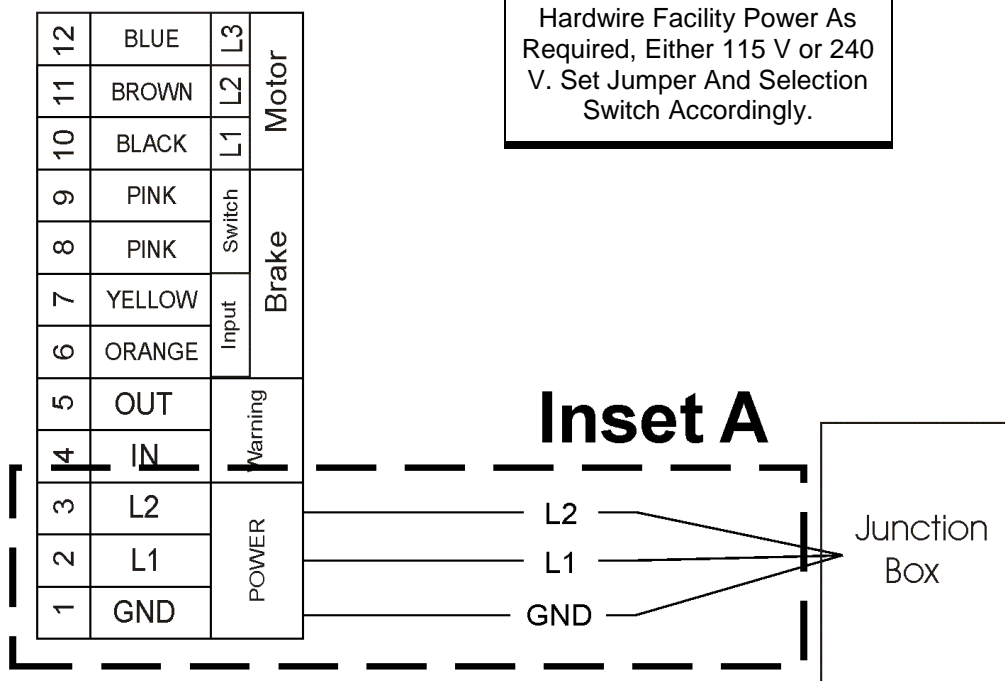 Hardwire Facility Power As
Required, Either 115 V or 240
V. Set Jumper And Selection
Switch Accordingly.
12 BLUE L3
11 BROWN L2
10 BLACK L1
Motor
9 PINK
8 PINK
Switch
7 YELLOW
6 ORANGE
Input
Brake
5 OUT
4 IN
Warning
3 L2
2 L1
1 GND
POWER
Inset A
L2
L1
GND
Junction
Box